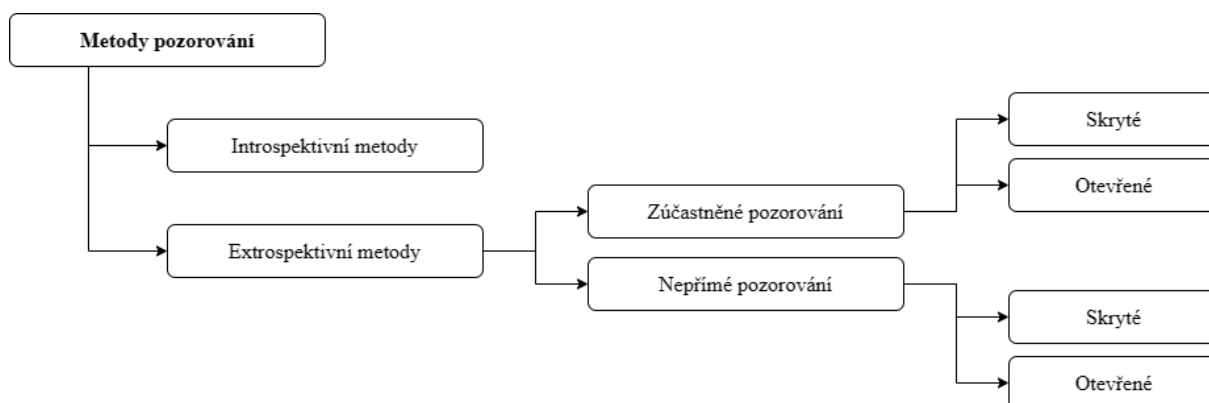 Metody pozorování
Introspektivní metody
Extrospektivní metody
Zúčastněné pozorování
Skryté
Otevřené
Nepřímé pozorování
Skryté
Otevřené